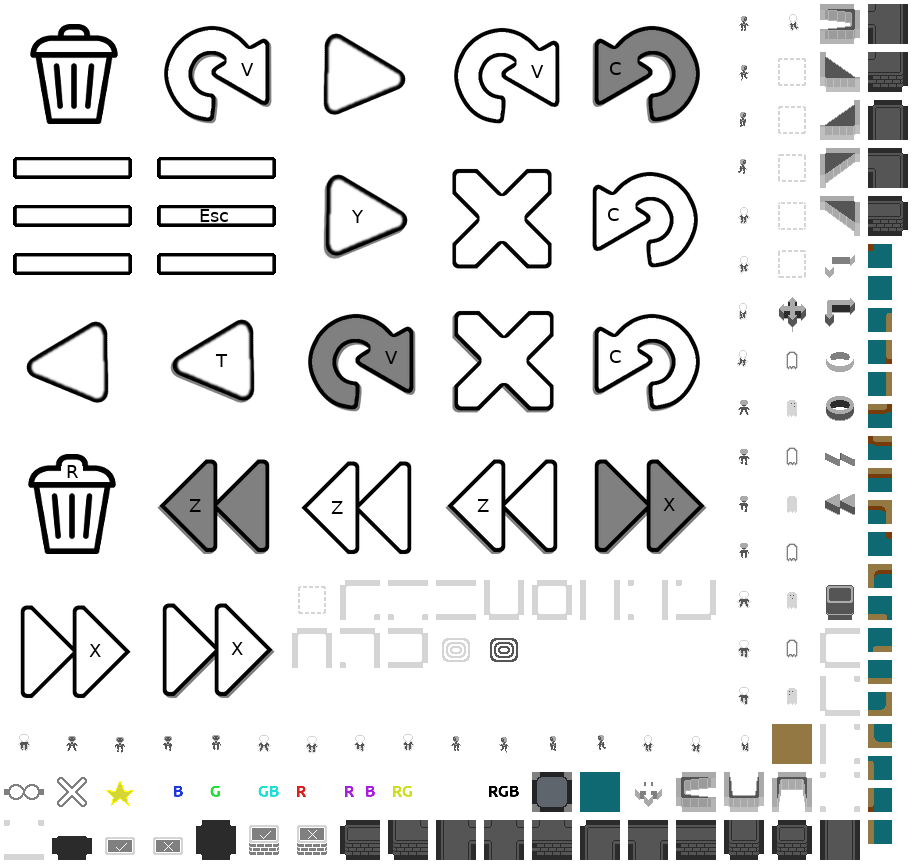 V V C
Esc Y C
T V C
R Z Z Z X
X X
B G GB R R B RG RGB